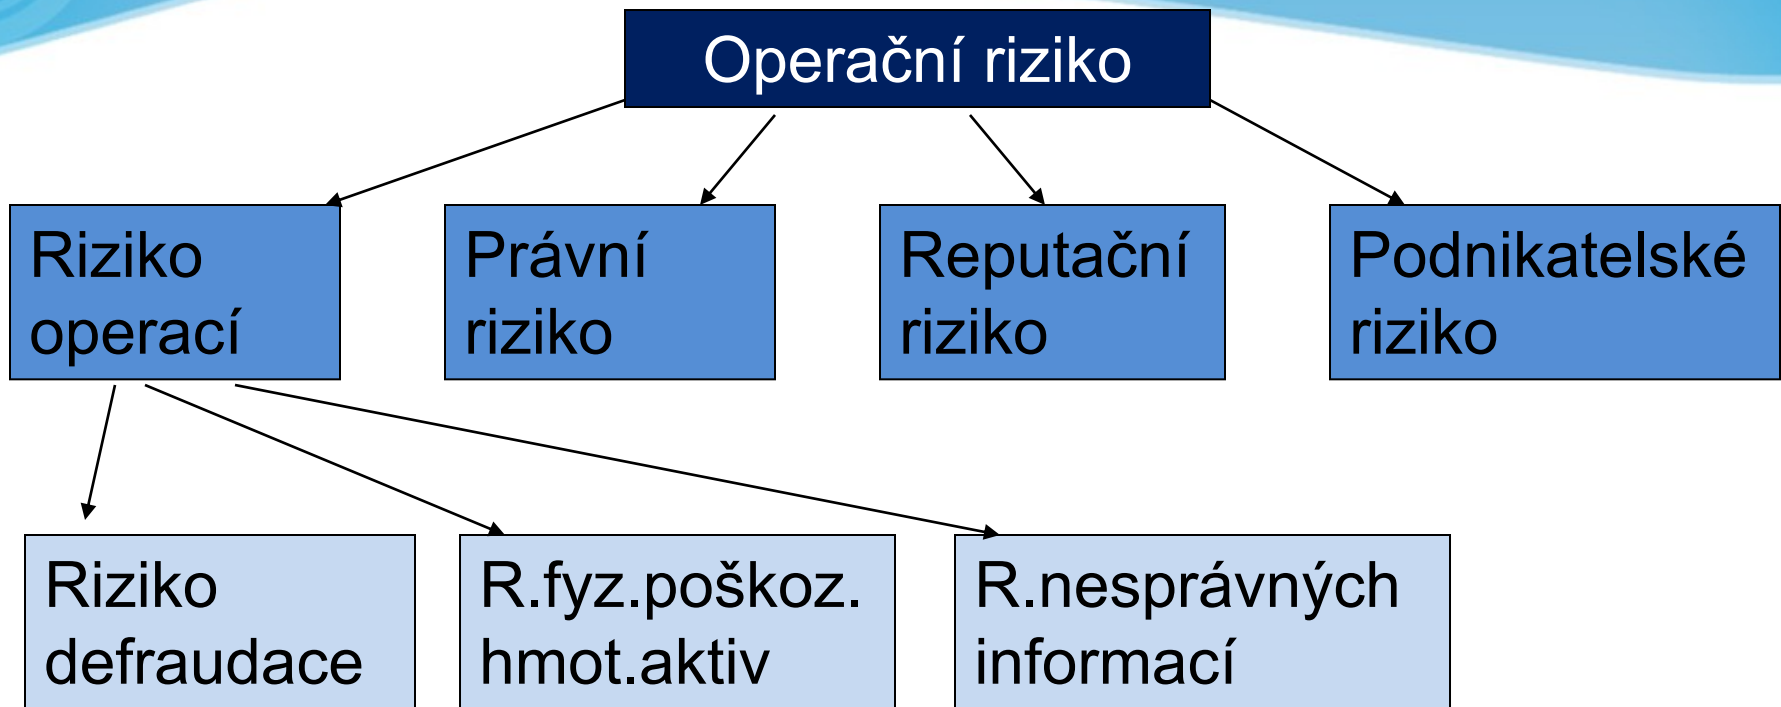 Operační riziko
Riziko
operací
Právní
riziko
Reputační
riziko
Podnikatelské
riziko
Riziko
defraudace
R.fyz.poškoz.
hmot.aktiv
R.nesprávných
informací